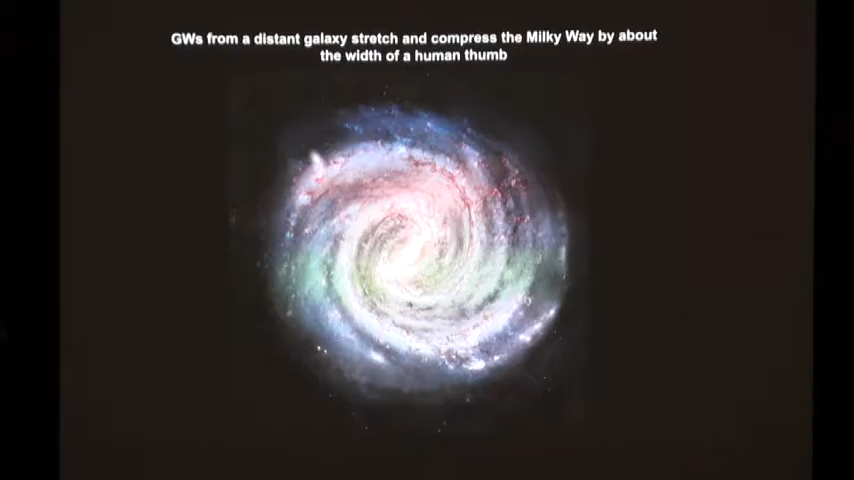 GWs from a distant galaxy stretch and compress the Milky Way by about
the width of a human thumb